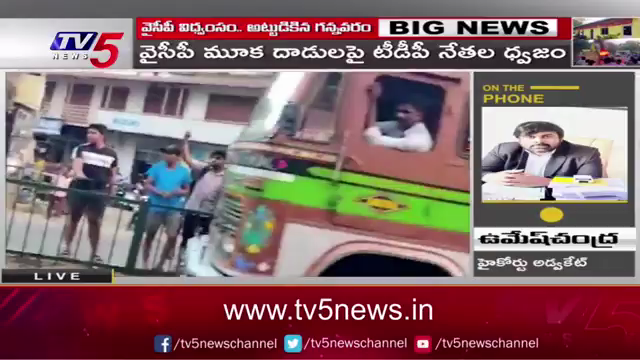 వైసీపీ విధ్వంసం.. అట్టుడికిన గన్నవరం
BIG NEWS
TV5
NEWS
వైసీపీ మూక దాడులపై టీడీపీ నేతల ధ్వజం
ON THE
PHONE
ఉమేష్‌చంద్ర
హైకోర్టు అడ్వకేట్
LIVE
www.tv5news.in
/tv5newschannel
/tv5newschannel
/tv5newschannel